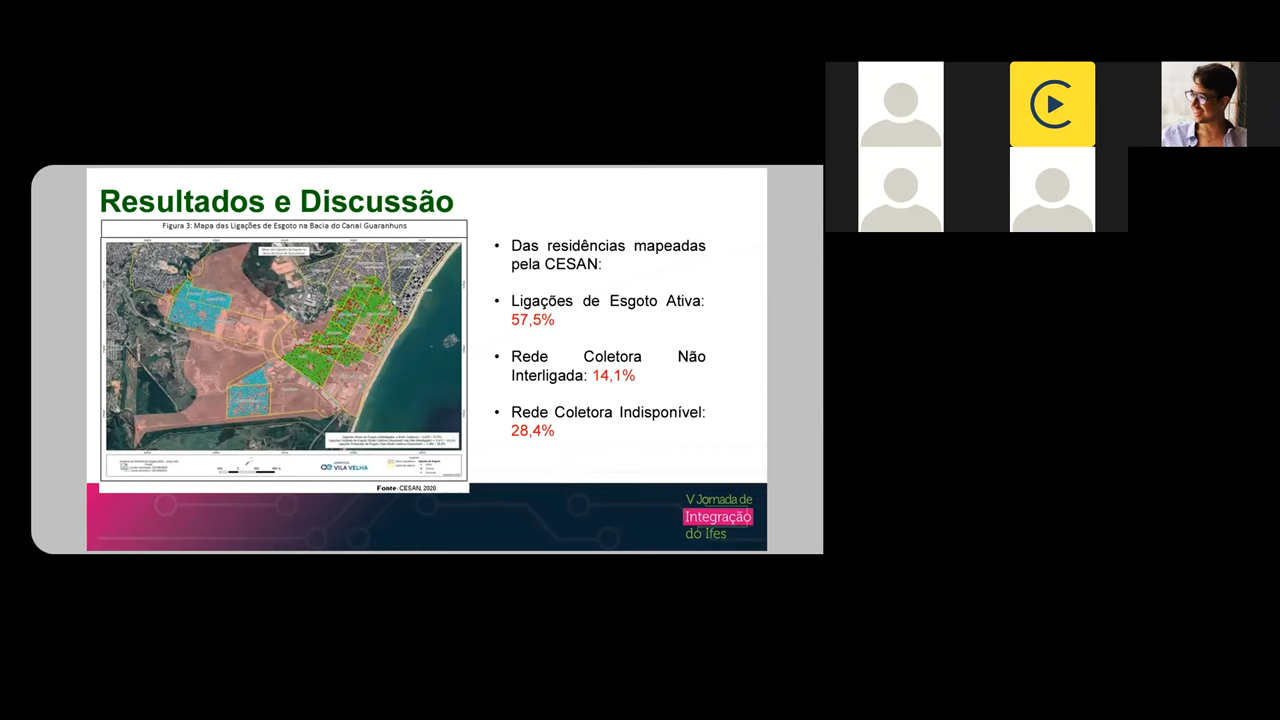 Resultados e Discussão
Figura 3: Mapa das Ligações de Esgoto na Bacia do Canal Guaranhuns
• Das residências mapeadas
pela CESAN:
• Ligações de Esgoto Ativa:
57,5%
• Rede Coletora Não
Interligada: 14,1%
• Rede Coletora Indisponível:
28,4%
VILA VELHA
Fonte: CESAN, 2020
V Jornada de
Integração
do Ifes